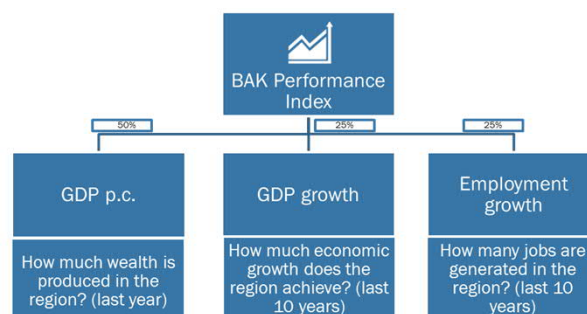 BAK Performance
Index
50%
25%
25%
GDP p.c.
GDP growth
Employment
growth
How much wealth is
produced in the
region? (last year)
How much economic
growth does the
region achieve? (last
10 years)
How many jobs are
generated in the
region? (last 10
years)